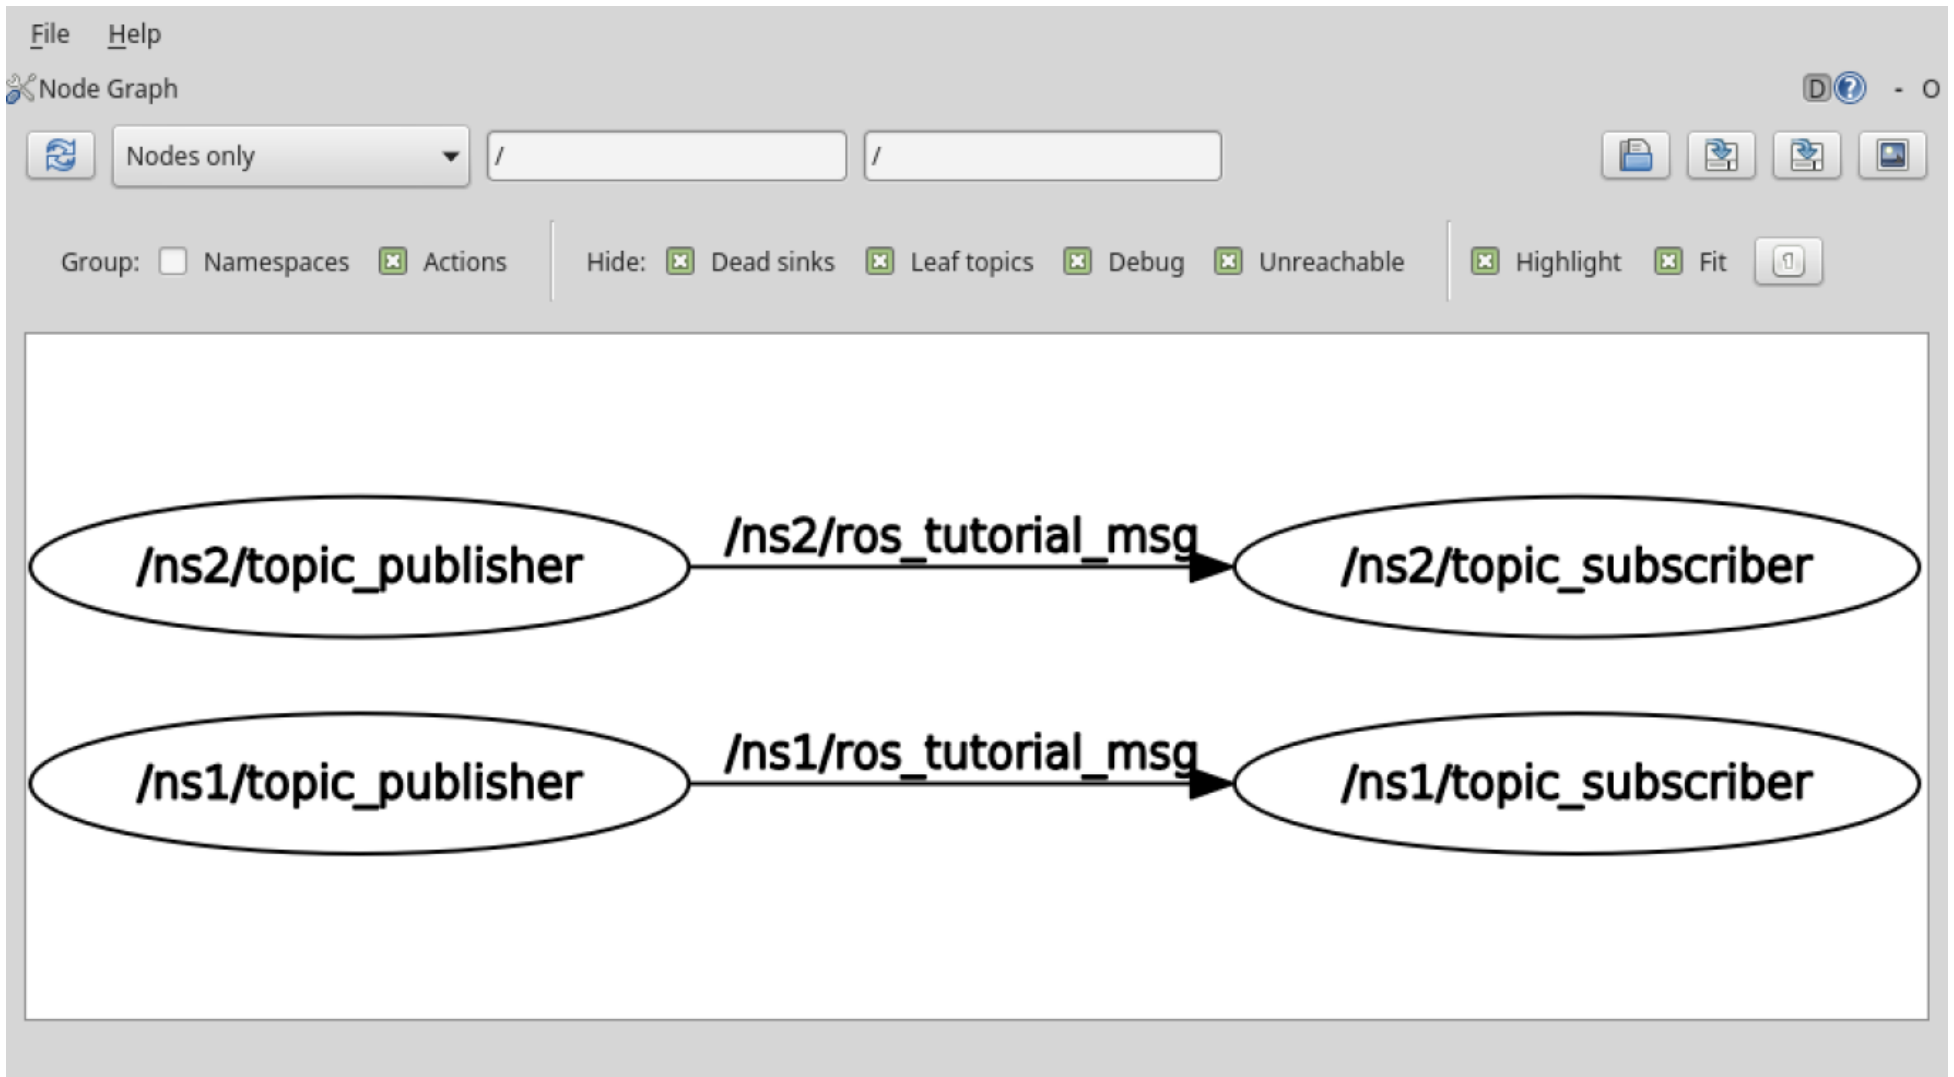 File Help
Node Graph D ? - O
Nodes only / /
Group: Namespaces Actions Hide: Dead sinks Leaf topics Debug Unreachable Highlight Fit
/ns2/topic_publisher /ns2/ros_tutorial_msg /ns2/topic_subscriber
/ns1/topic_publisher /ns1/ros_tutorial_msg /ns1/topic_subscriber